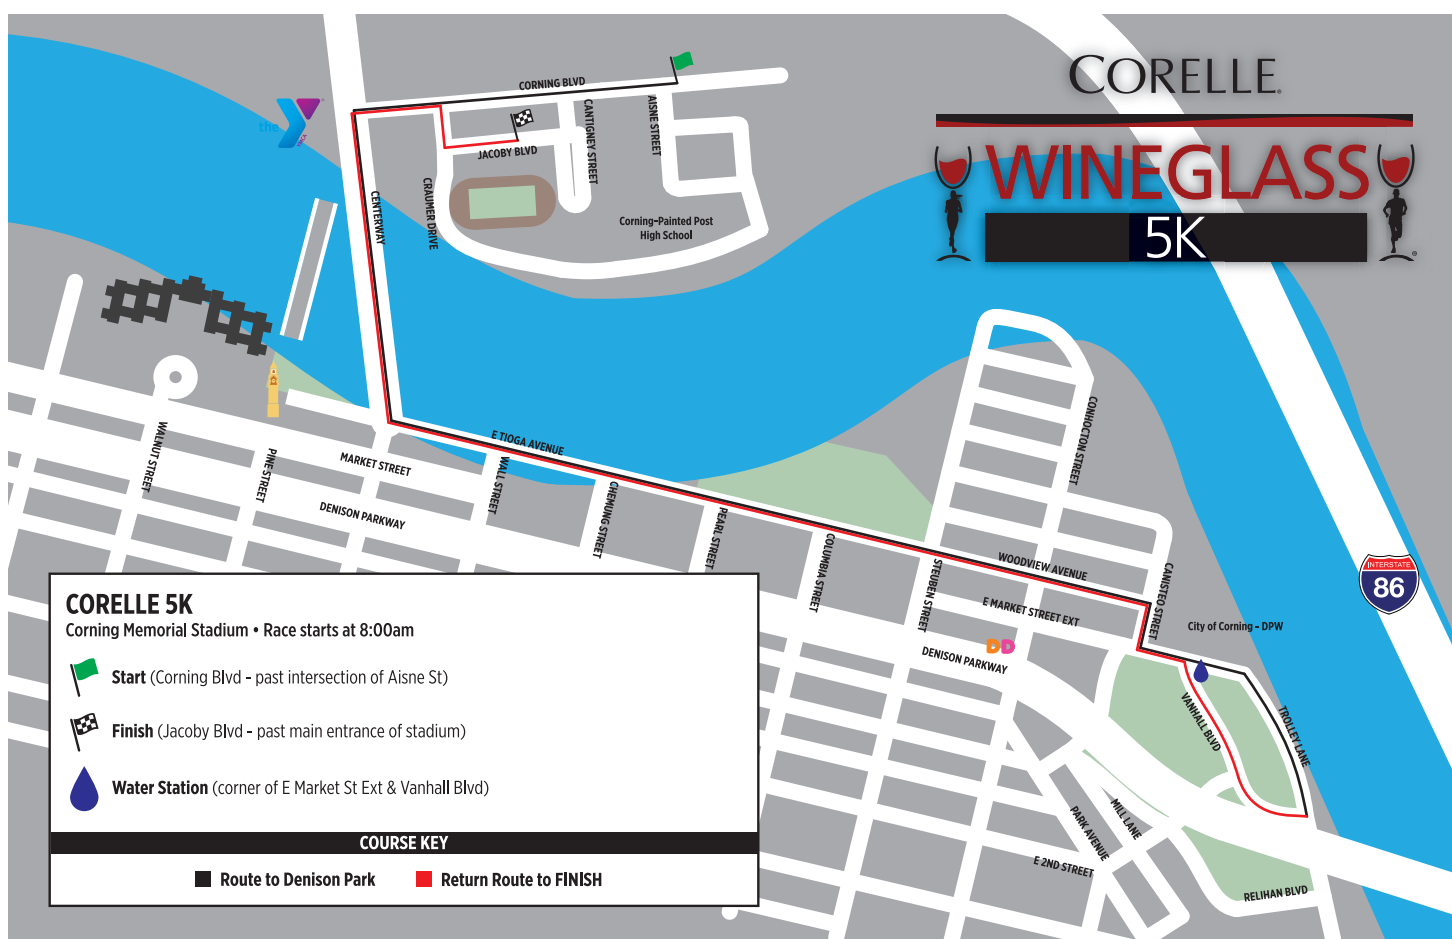 CORELLE®
WINEGLASS
5K
®
the
YMCA
®
CORNING BLVD
CANTIGNEY STREET
AISNE STREET
JACOBY BLVD
CRAUMER DRIVE
CENTERWAY
Corning-Painted Post
High School
E TIOGA AVENUE
MARKET STREET
WALNUT STREET
PINE STREET
WALL STREET
DENISON PARKWAY
CHEMUNG STREET
PEARL STREET
COLUMBIA STREET
STEUBEN STREET
CONHOCTON STREET
WOODVIEW AVENUE
CANISTEO STREET
E MARKET STREET EXT
City of Corning - DPW
INTERSTATE
86
DD
DENISON PARKWAY
VANHALL BLVD
TROLLEY LANE
PARK AVENUE
MILL LANE
E 2ND STREET
RELIHAN BLVD
CORELLE 5K
Corning Memorial Stadium • Race starts at 8:00am
Start (Corning Blvd - past intersection of Aisne St)
Finish (Jacoby Blvd - past main entrance of stadium)
Water Station (corner of E Market St Ext & Vanhall Blvd)
COURSE KEY
Route to Denison Park
Return Route to FINISH